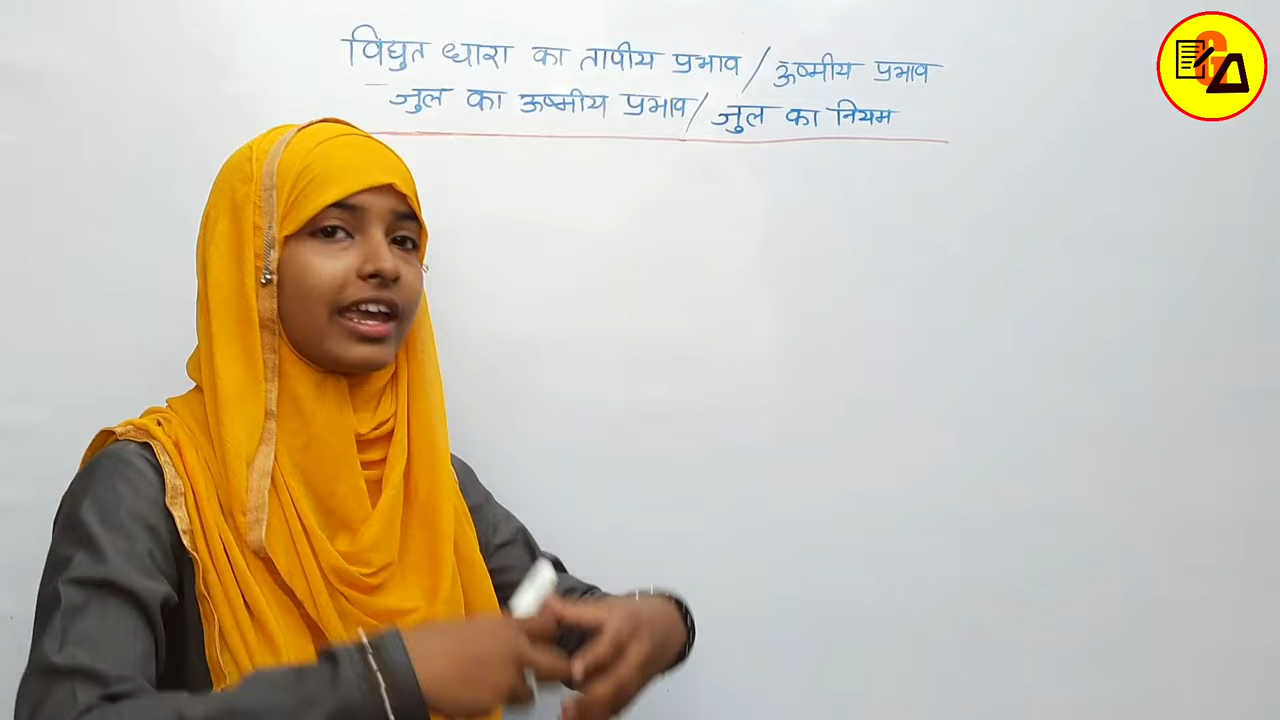 विद्युत धारा का तापीय प्रभाव / ऊष्मीय प्रभाव
जुल का ऊष्मीय प्रभाव / जुल का नियम